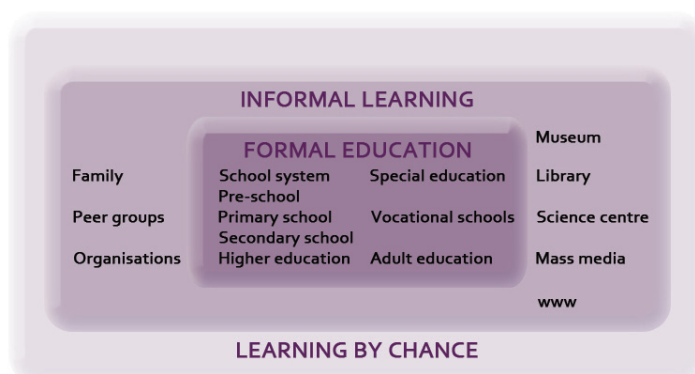 INFORMAL LEARNING
FORMAL EDUCATION
Museum
Family
School system
Special education
Library
Pre-school
Peer groups
Primary school
Vocational schools
Science centre
Secondary school
Organisations
Higher education
Adult education
Mass media
www
LEARNING BY CHANCE